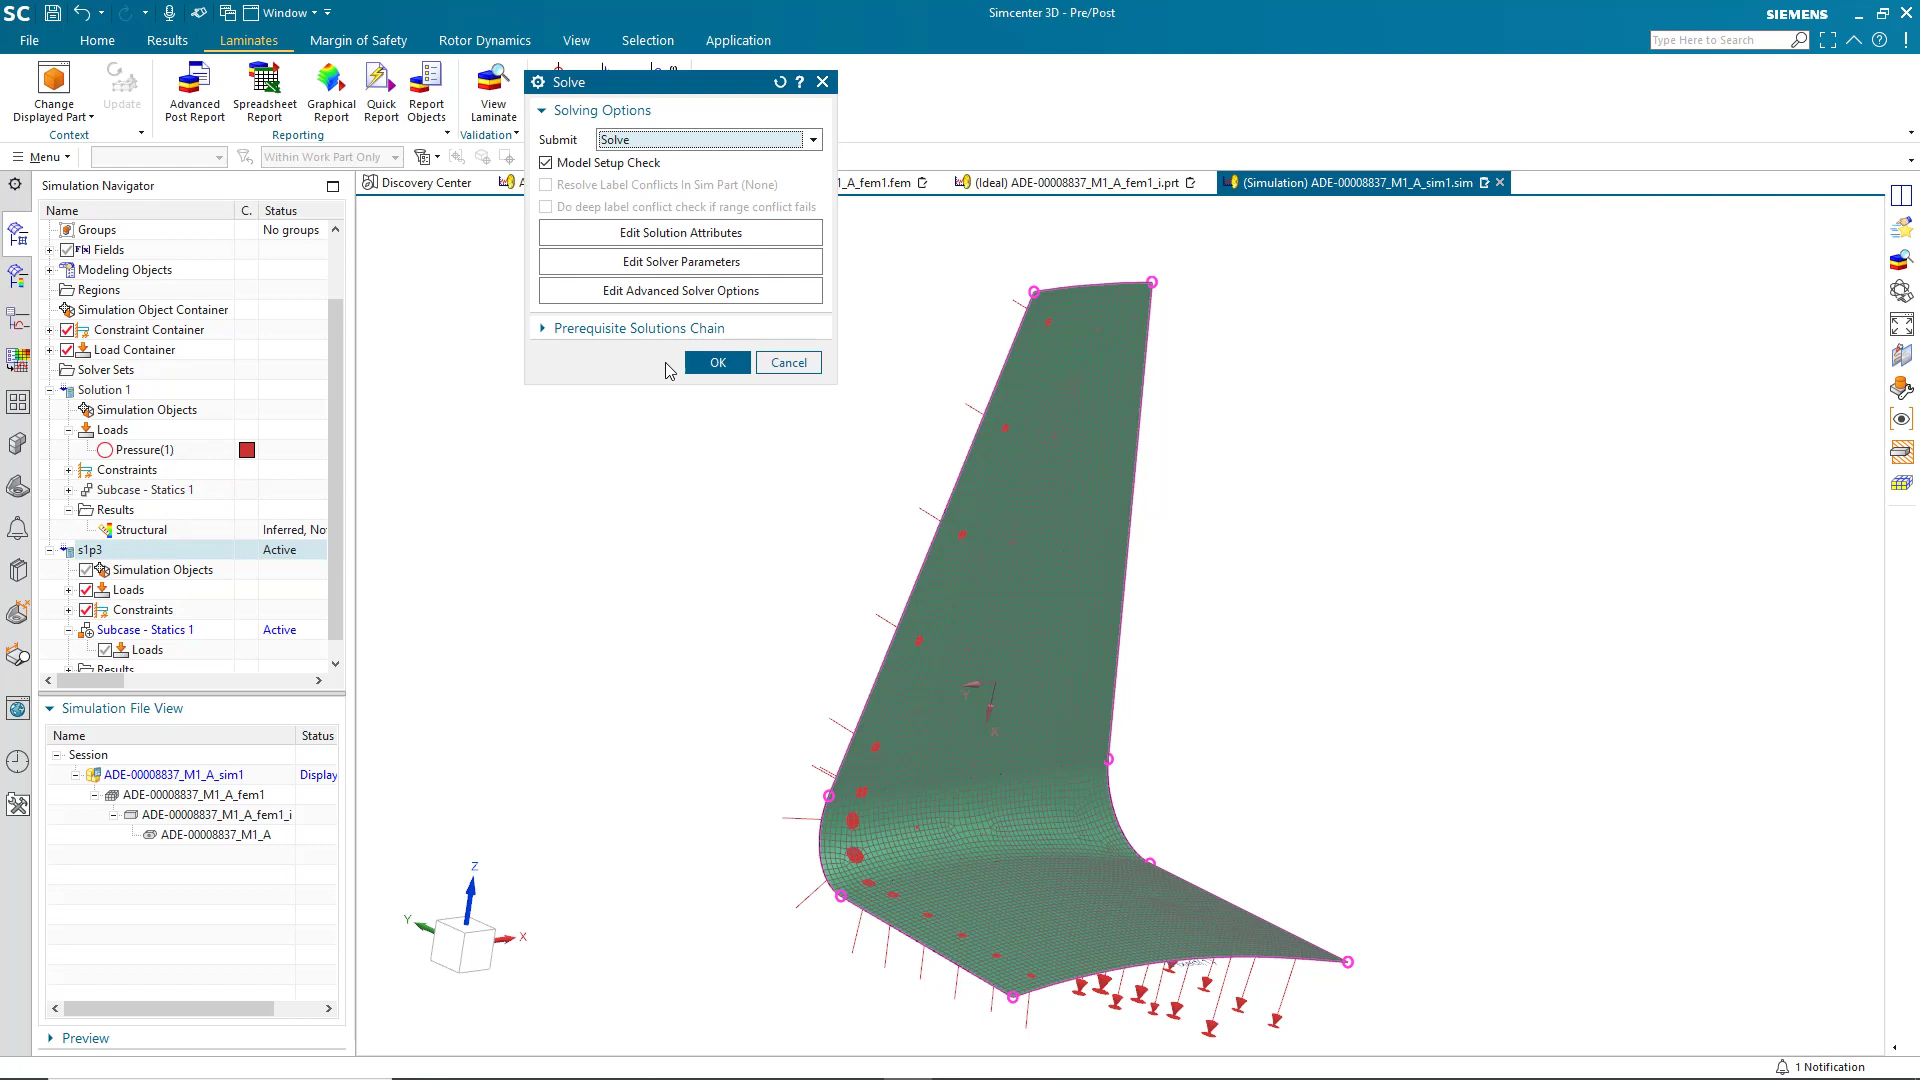 SC Window Simcenter 3D - Pre/Post SIEMENS
File Home Results Laminates Margin of Safety Rotor Dynamics View Selection Application Type Here to Search
Change Displayed Part
Update
Advanced Post Report
Spreadsheet Report
Graphical Report
Quick Report
Report Objects
View Laminate
Context Reporting Validation
Menu Within Work Part Only
Solve
Solving Options
Submit Solve
Model Setup Check
Resolve Label Conflicts In Sim Part (None)
Do deep label conflict check if range conflict fails
Edit Solution Attributes
Edit Solver Parameters
Edit Advanced Solver Options
Prerequisite Solutions Chain
OK Cancel
Discovery Center A _A_fem1.fem (Ideal) ADE-00008837_M1_A_fem1_i.prt (Simulation) ADE-00008837_M1_A_sim1.sim
Simulation Navigator
Name C. Status
Groups No groups
Fields
Modeling Objects
Regions
Simulation Object Container
Constraint Container
Load Container
Solver Sets
Solution 1
Simulation Objects
Loads
Pressure(1)
Constraints
Subcase - Statics 1
Results
Structural Inferred, No
s1p3 Active
Simulation Objects
Loads
Constraints
Subcase - Statics 1 Active
Loads
Results
Simulation File View
Name Status
Session
ADE-00008837_M1_A_sim1 Display
ADE-00008837_M1_A_fem1
ADE-00008837_M1_A_fem1_i
ADE-00008837_M1_A
Preview
Z
Y
X
Y
X
1 Notification